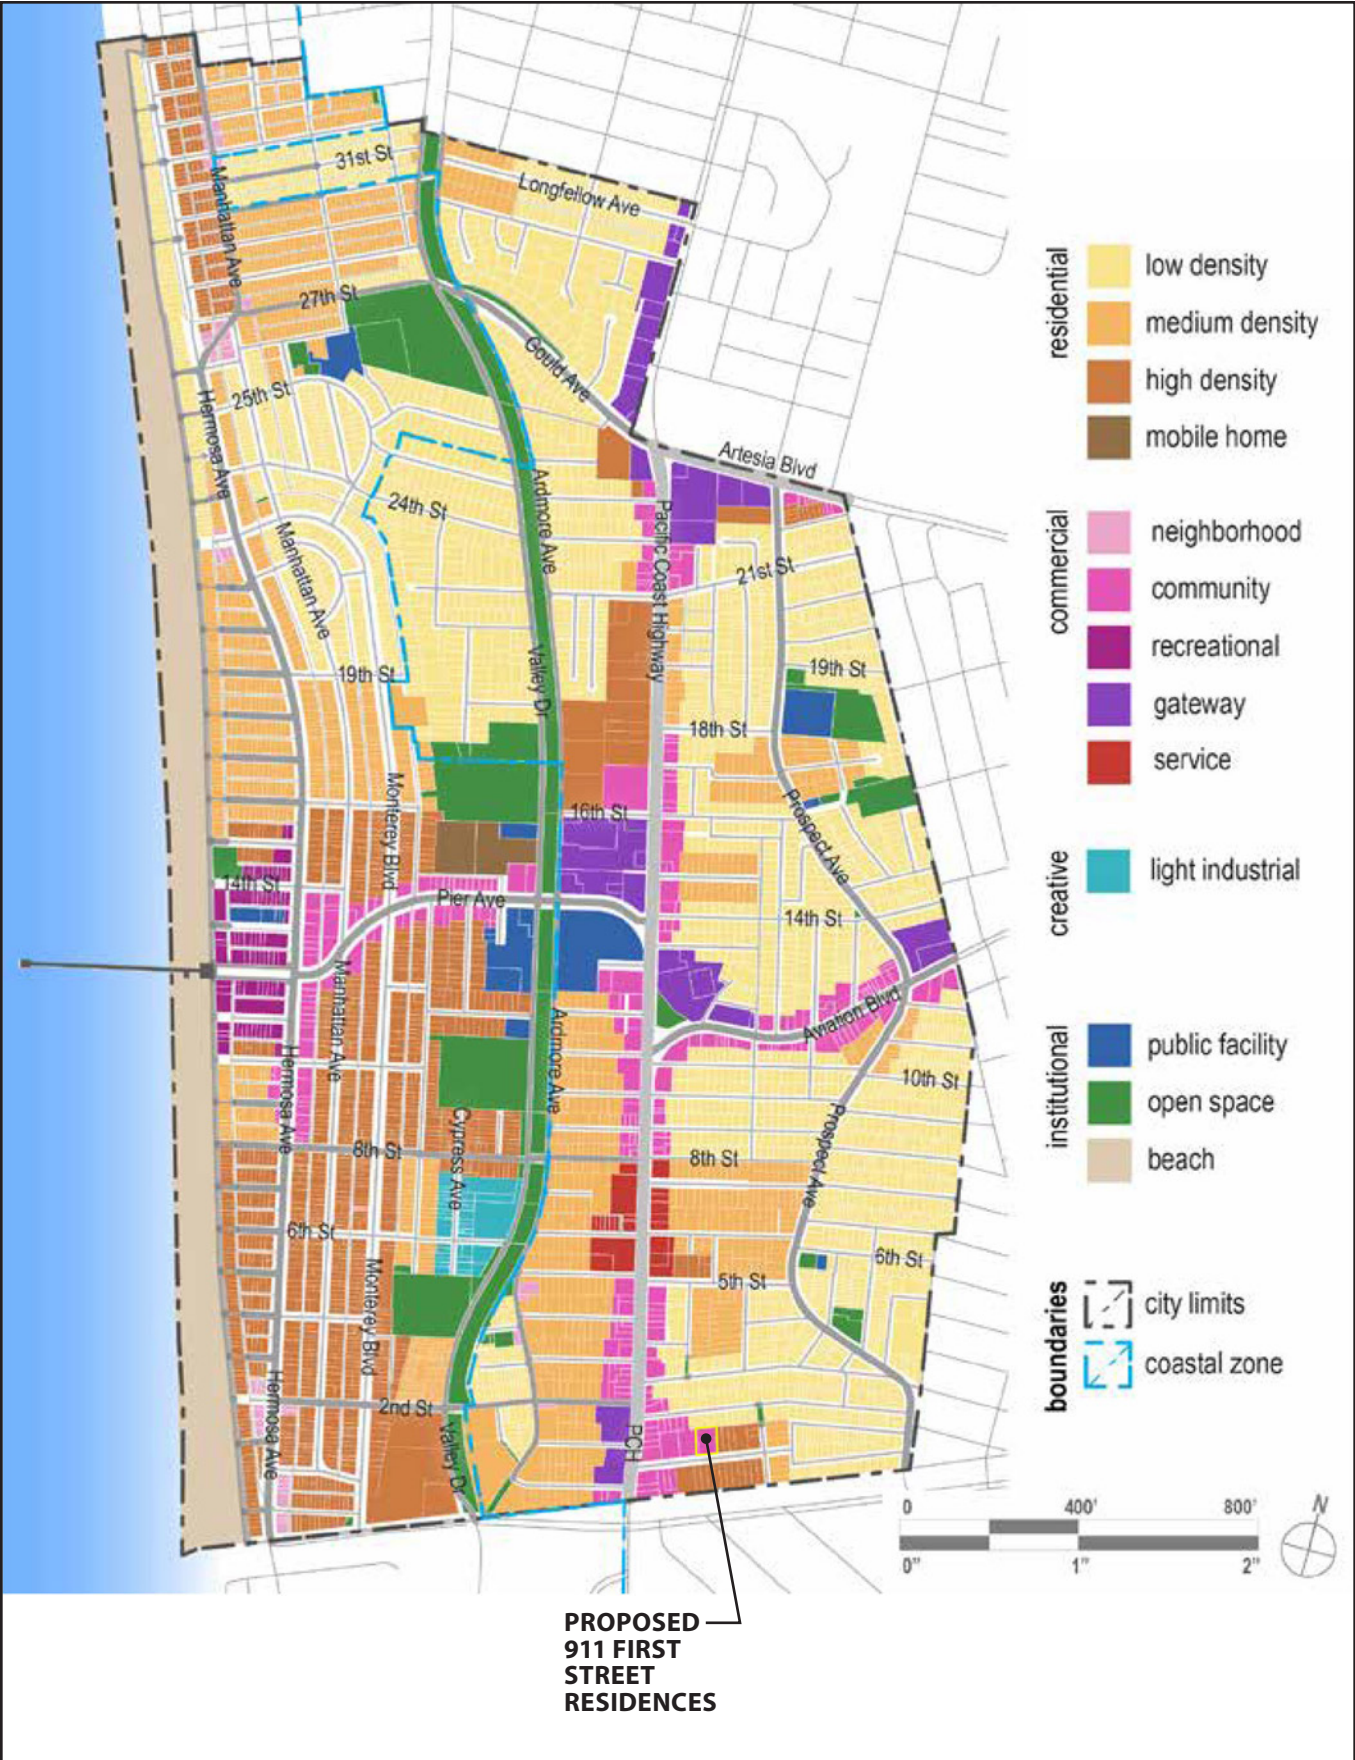 31st St
Longfellow Ave
Manhattan Ave
27th St
Gould Ave
25th St
Hermosa Ave
Artesia Blvd
24th St
Ardmore Ave
Pacific Coast Highway
Manhattan Ave
21st St
19th St
Valley Dr
19th St
18th St
Monterey Blvd
16th St
Prospect Ave
14th St
Pier Ave
14th St
Manhattan Ave
Aviation Blvd
Ardmore Ave
Hermosa Ave
10th St
Cypress Ave
Prospect Ave
8th St
8th St
6th St
6th St
5th St
Monterey Blvd
Hermosa Ave
2nd St
Valley Dr
PCH
residential
low density
medium density
high density
mobile home
commercial
neighborhood
community
recreational
gateway
service
creative
light industrial
institutional
public facility
open space
beach
boundaries
city limits
coastal zone
0 400' 800'
0" 1" 2"
N
PROPOSED
911 FIRST
STREET
RESIDENCES